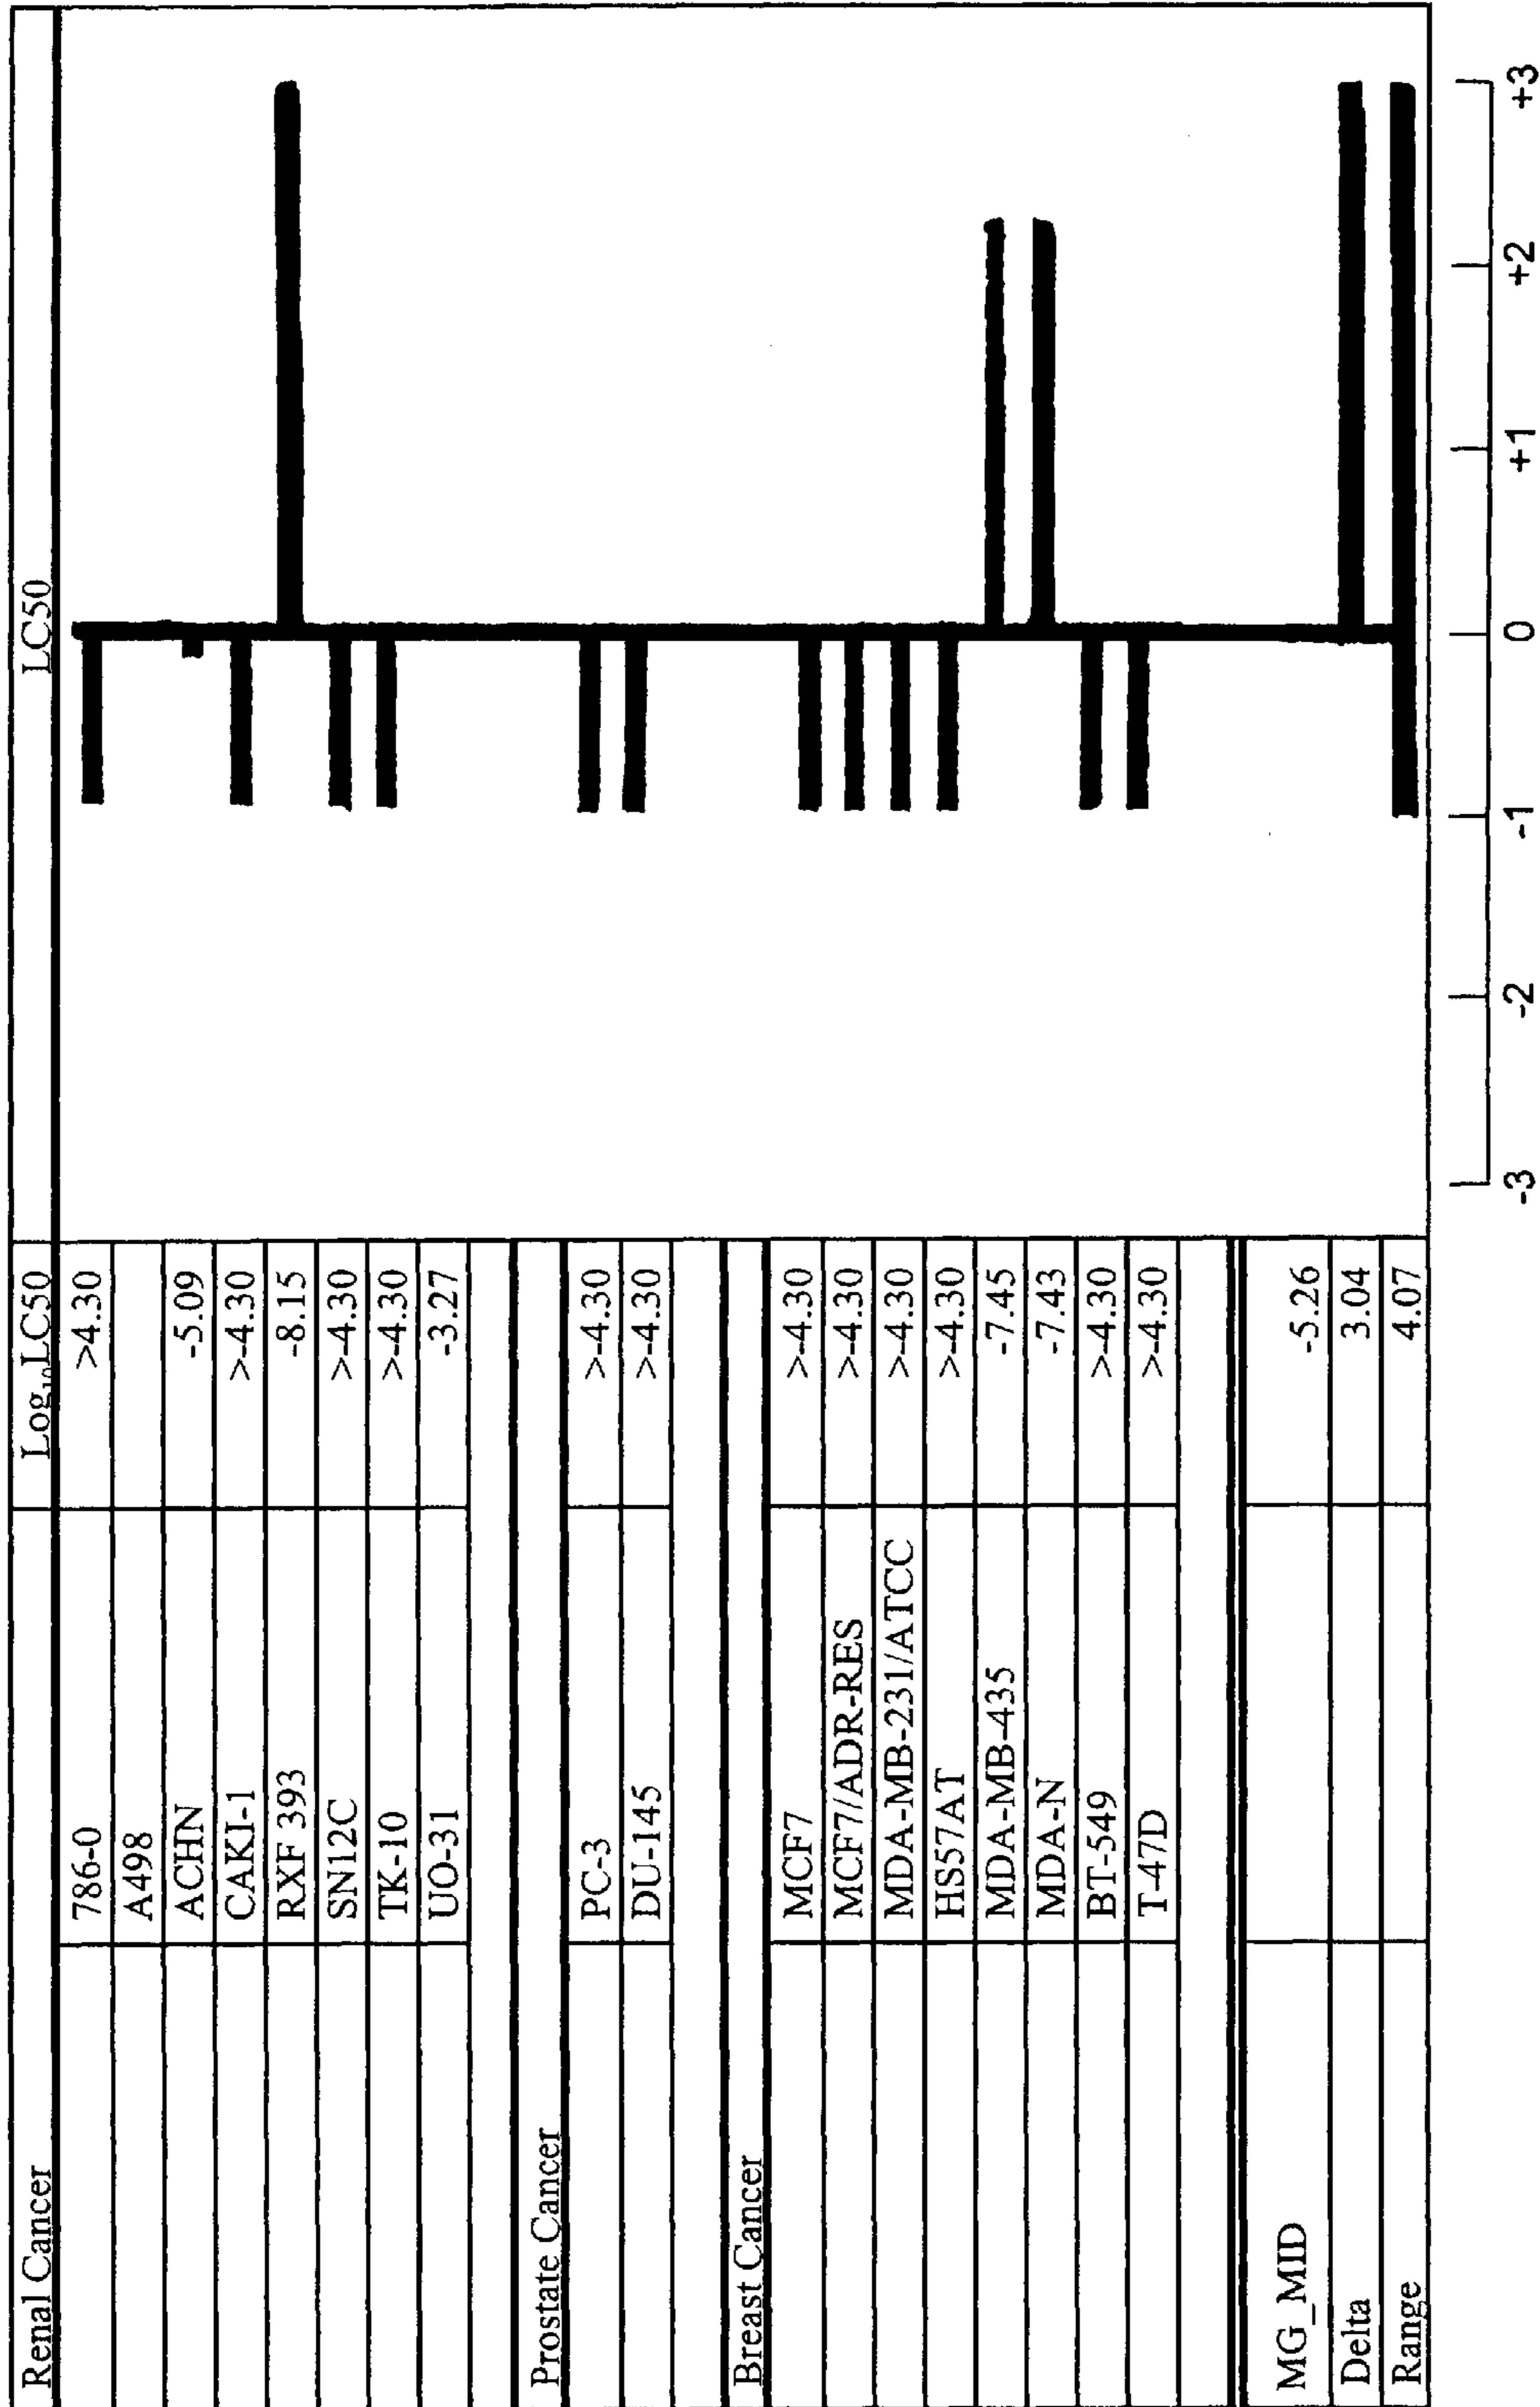 Renal Cancer Log10LC50 LC50
786-0 >4.30
A498
ACHN -5.09
CAKI-1 >-4.30
RXF 393 -8.15
SN12C >-4.30
TK-10 >-4.30
UO-31 -3.27
Prostate Cancer
PC-3 >-4.30
DU-145 >-4.30
Breast Cancer
MCF7 >-4.30
MCF7/ADR-RES >-4.30
MDA-MB-231/ATCC >-4.30
HS57AT >-4.30
MDA-MB-435 -7.45
MDA-N -7.43
BT-549 >-4.30
T-47D >-4.30
MG_MID -5.26
Delta 3.04
Range 4.07
-3 -2 -1 0 +1 +2 +3